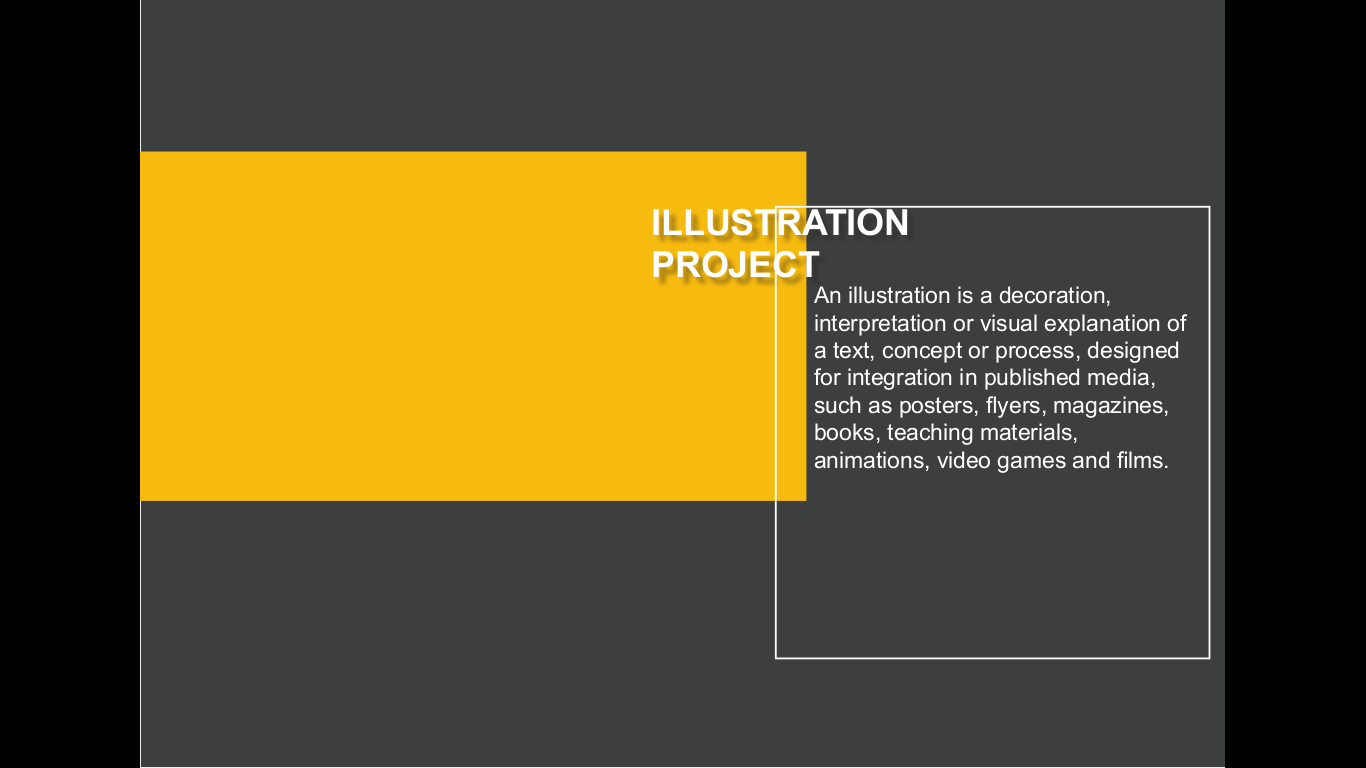 ILLUSTRATION
PROJECT
An illustration is a decoration,
interpretation or visual explanation of
a text, concept or process, designed
for integration in published media,
such as posters, flyers, magazines,
books, teaching materials,
animations, video games and films.